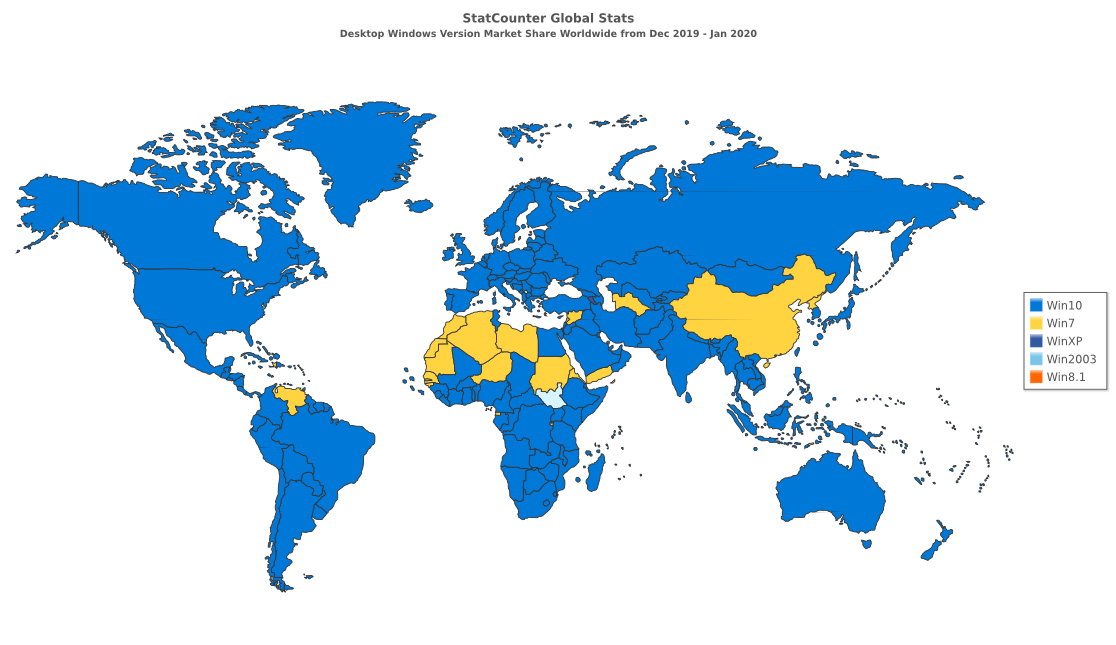 StatCounter Global Stats
Desktop Windows Version Market Share Worldwide from Dec 2019 - Jan 2020
Win10
Win7
WinXP
Win2003
Win8.1